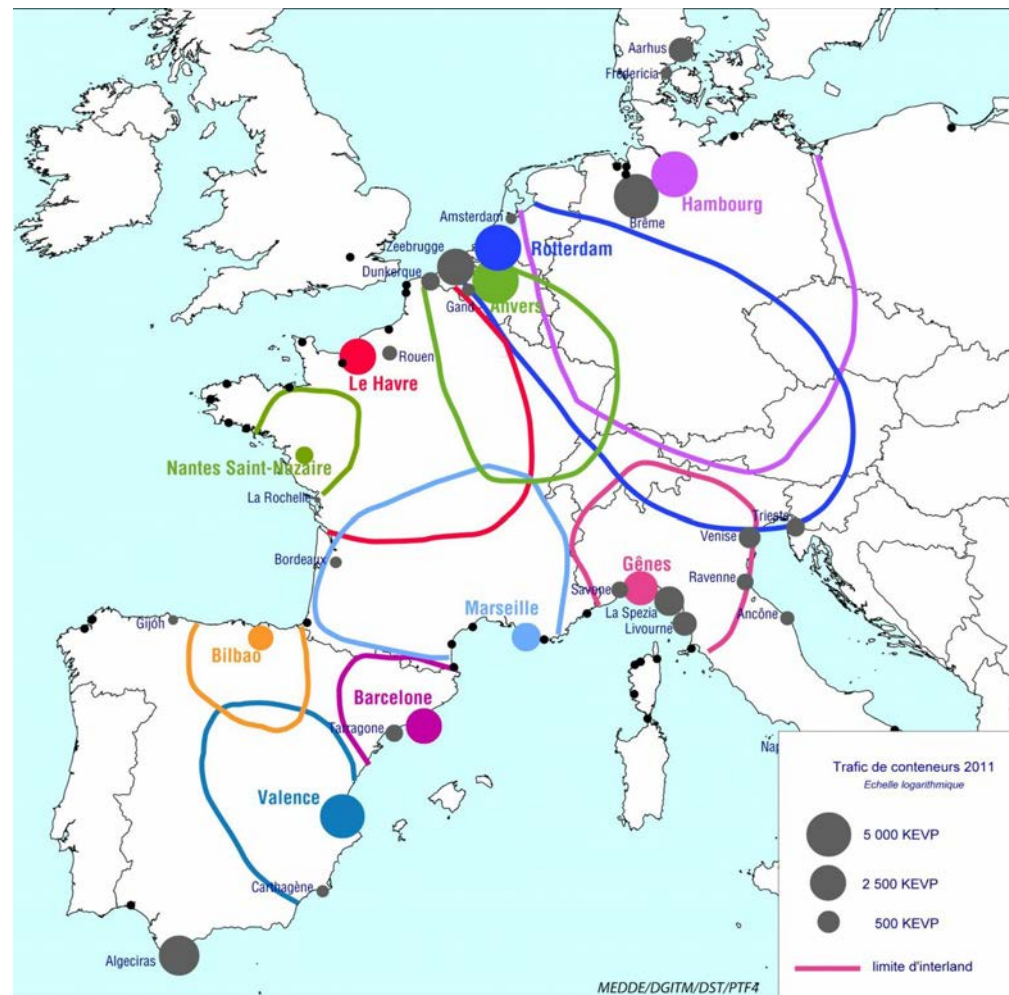 Aarhus
Fredericia
Hambourg
Brème
Amsterdam
Rotterdam
Zeebrugge
Dunkerque
Gand
Anvers
Rouen
Le Havre
Nantes Saint-Nazaire
La Rochelle
Bordeaux
Trieste
Venise
Gênes
Savone
La Spezia
Livourne
Ravenne
Ancône
Marseille
Gijón
Bilbao
Barcelone
Tarragone
Valence
Carthagène
Algeciras
Trafic de conteneurs 2011
Echelle logarithmique
5 000 KEVP
2 500 KEVP
500 KEVP
limite d'interland
MEDDE/DGITM/DST/PTF4